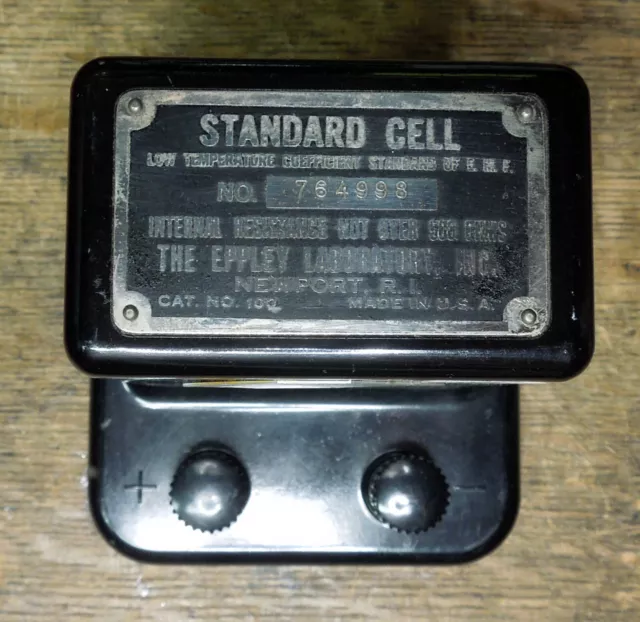 STANDARD CELL
LOW TEMPERATURE COEFFICIENT STANDARD OF E. M. F.
NO. 764998
INTERNAL RESISTANCE NOT OVER OHMS
THE EPPLEY LABORATORY, INC.
NEWPORT, R.I.
CAT. NO. 100 MADE IN U.S.A.
+ -